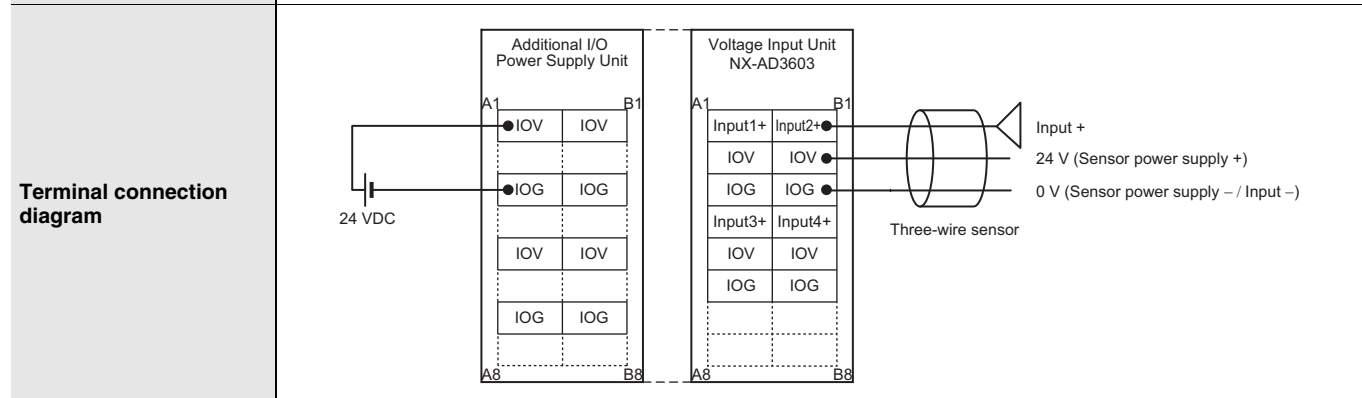 Terminal connection
diagram
Additional I/O
Power Supply Unit
A1 B1
IOV IOV
IOG IOG
IOV IOV
IOG IOG
A8 B8
24 VDC
Voltage Input Unit
NX-AD3603
A1 B1
Input1+ Input2+
IOV IOV
IOG IOG
Input3+ Input4+
IOV IOV
IOG IOG
A8 B8
Input +
24 V (Sensor power supply +)
0 V (Sensor power supply – / Input –)
Three-wire sensor